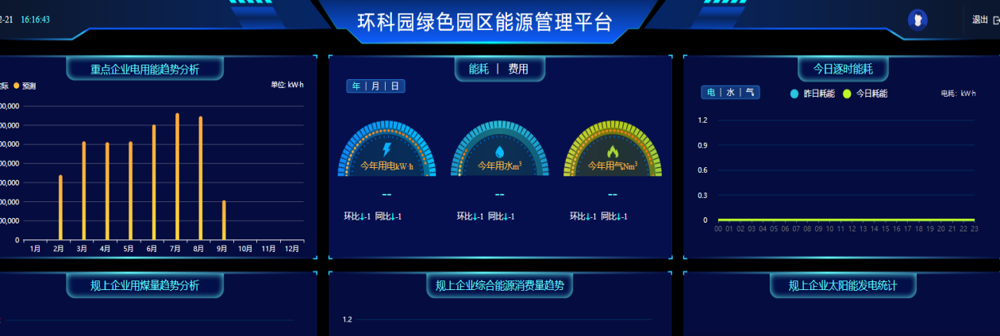 2-21 16:16:43
环科园绿色园区能源管理平台
退出
重点企业电用能趋势分析
际 预测 单位: kW·h
00,000
00,000
00,000
00,000
00,000
00,000
00,000
0
1月 2月 3月 4月 5月 6月 7月 8月 9月 10月 11月 12月
能耗 | 费用
年 | 月 | 日
今年用电kW·h 今年用水m³ 今年用气Nm³
-- -- --
环比↓-1 同比↓-1 环比↓-1 同比↓-1 环比↓-1 同比↓-1
今日逐时能耗
电 | 水 | 气 昨日耗能 今日耗能 电耗: kW·h
1.2
0.9
0.6
0.3
0
00 01 02 03 04 05 06 07 08 09 10 11 12 13 14 15 16 17 18 19 20 21 22 23
规上企业用煤量趋势分析
规上企业综合能源消费量趋势
1.2
规上企业太阳能发电统计